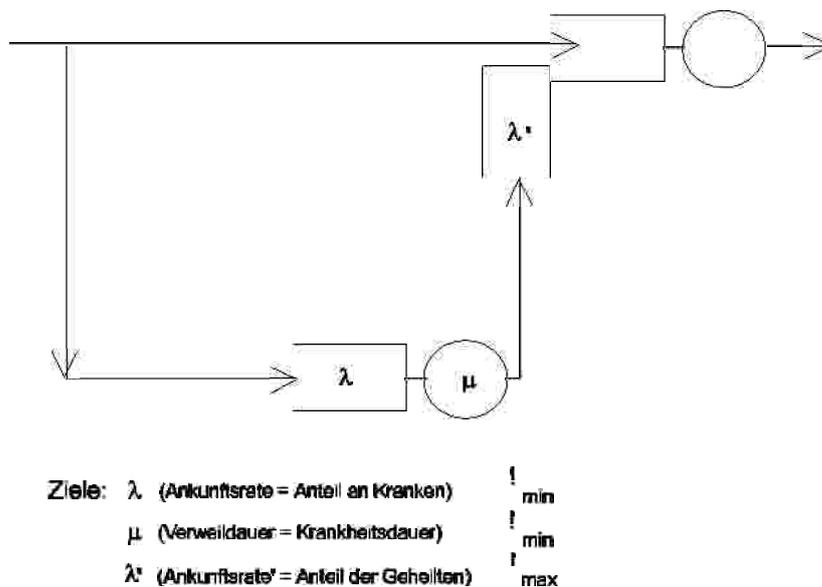 λ*
λ
μ
Ziele: λ (Ankunftsrate = Anteil an Kranken) ! min
μ (Verweildauer = Krankheitsdauer) ! min
λ* (Ankunftsrate* = Anteil der Geheilten) ! max